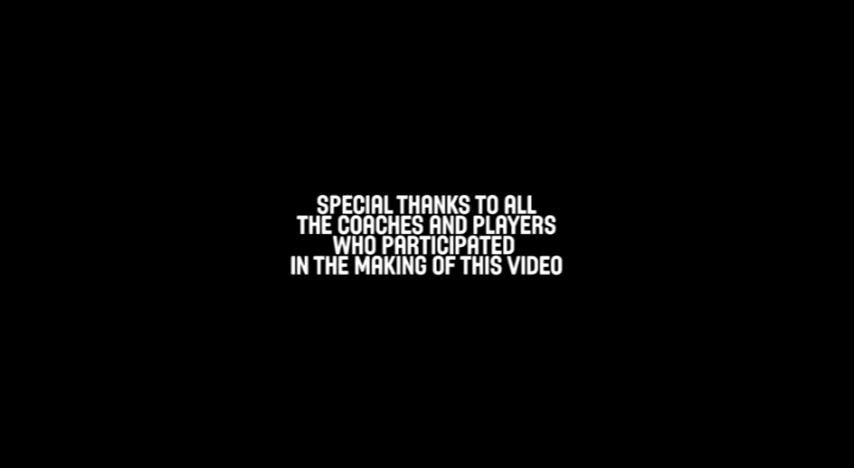 SPECIAL THANKS TO ALL
THE COACHES AND PLAYERS
WHO PARTICIPATED
IN THE MAKING OF THIS VIDEO